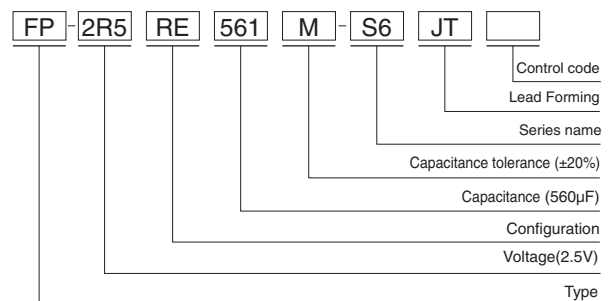 FP - 2R5 RE 561 M - S6 JT
Control code
Lead Forming
Series name
Capacitance tolerance (±20%)
Capacitance (560µF)
Configuration
Voltage(2.5V)
Type